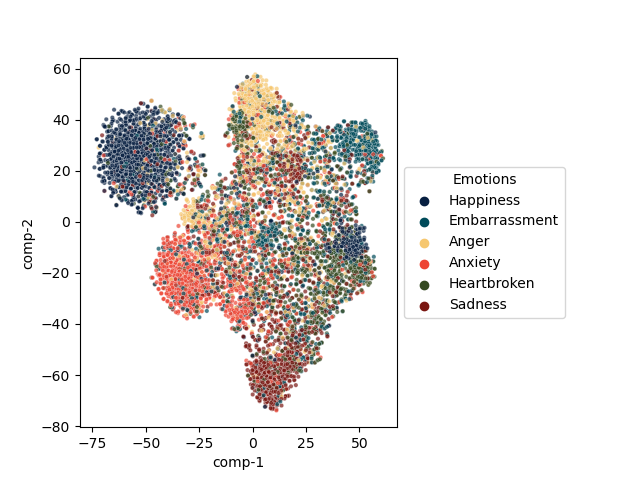 60
40
20
0
−20
−40
−60
−80
comp-2
−75
−50
−25
0
25
50
comp-1
Emotions
Happiness
Embarrassment
Anger
Anxiety
Heartbroken
Sadness